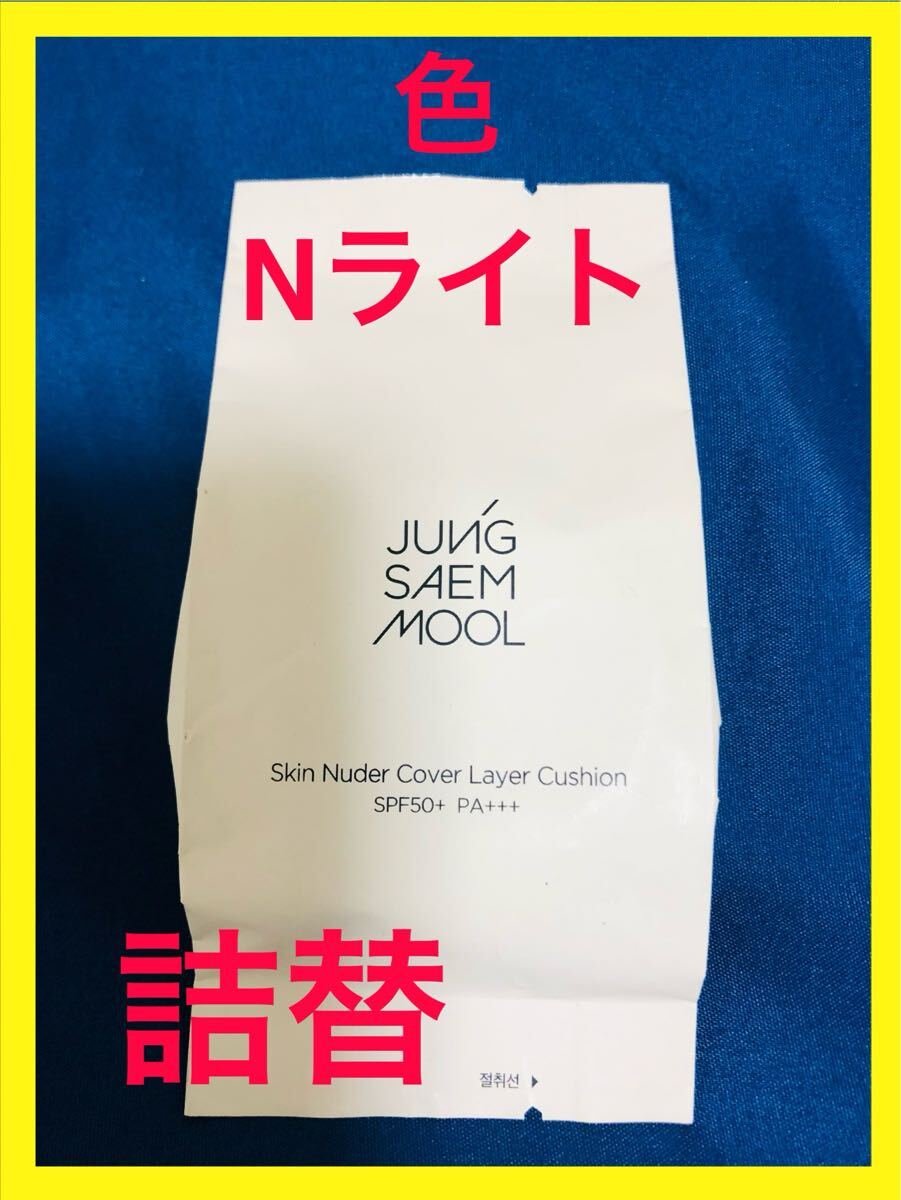 色
Nライト
JUNG
SAEM
MOOL
Skin Nuder Cover Layer Cushion
SPF50+ PA+++
詰替
절취선